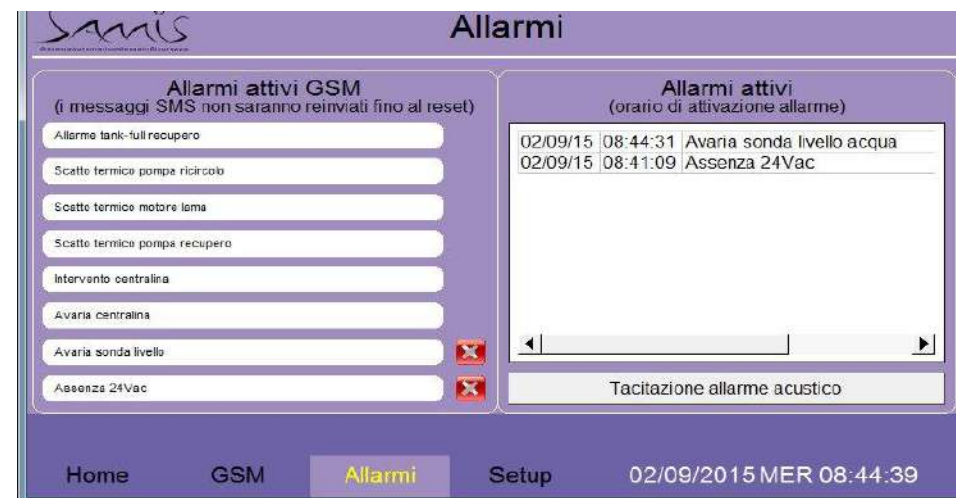 Samis
Allarmi
Allarmi attivi GSM
(i messaggi SMS non saranno reinviati fino al reset)
Allarme tank-full recupero
Scatto termico pompa ricircolo
Scatto termico motore lama
Scatto termico pompa recupero
Intervento centralina
Avaria centralina
Avaria sonda livello
Assenza 24Vac
Allarmi attivi
(orario di attivazione allarme)
02/09/15 08:44:31 Avaria sonda livello acqua
02/09/15 08:41:09 Assenza 24Vac
Tacitazione allarme acustico
Home GSM Allarmi Setup 02/09/2015 MER 08:44:39